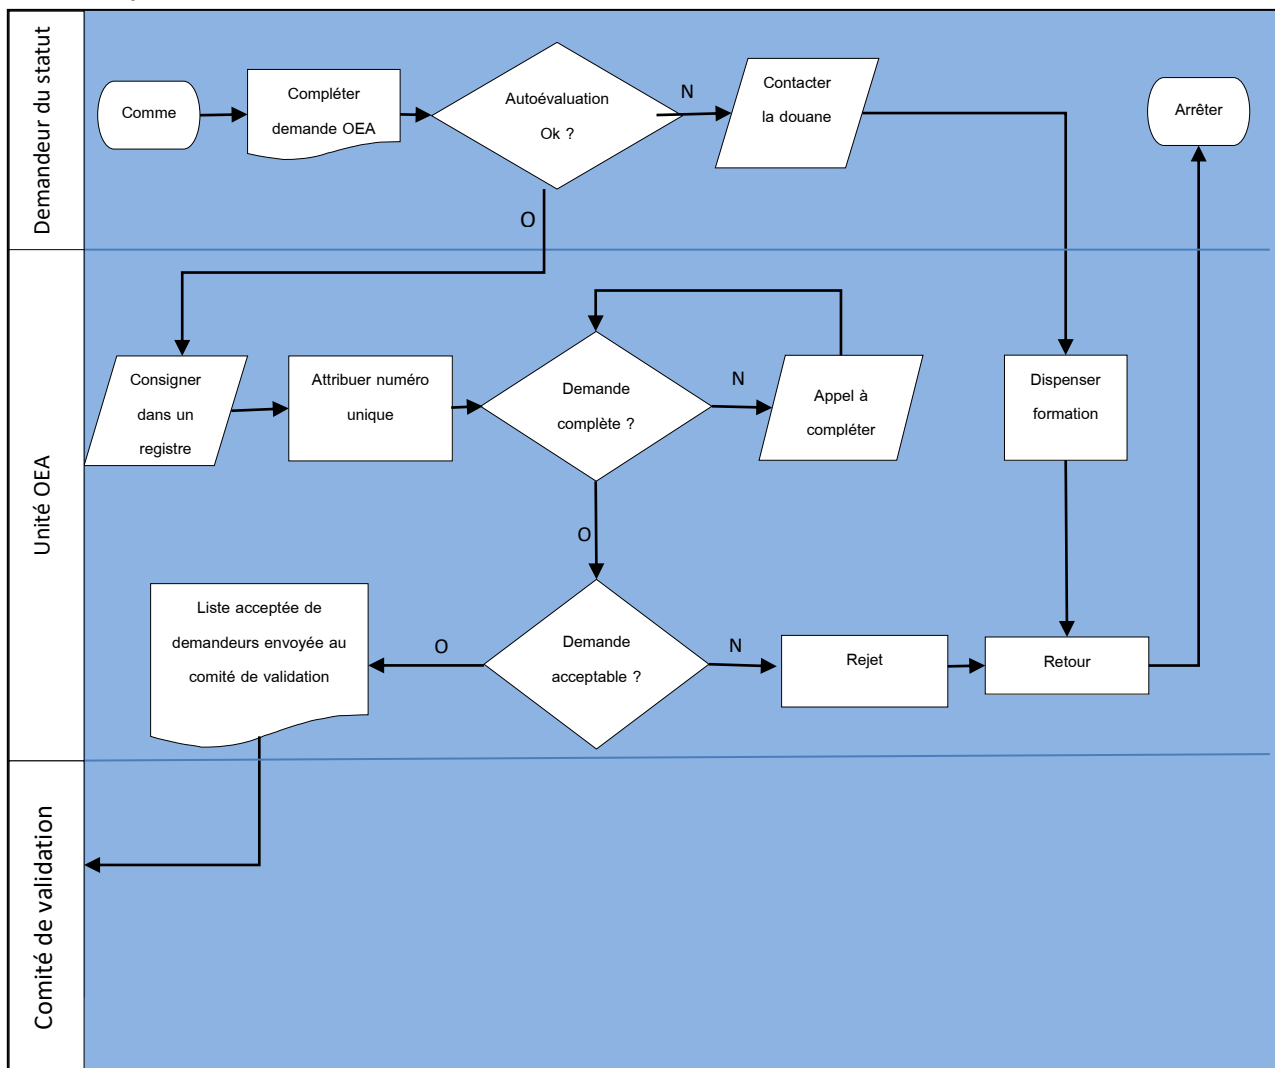 Demandeur du statut
Comme
Compléter
demande OEA
Autoévaluation
Ok ?
N
Contacter
la douane
Arrêter
O
Unité OEA
Consigner
dans un
registre
Attribuer numéro
unique
Demande
complète ?
N
Appel à
compléter
Dispenser
formation
O
Liste acceptée de
demandeurs envoyée au
comité de validation
O
Demande
acceptable ?
N
Rejet
Retour
Comité de validation